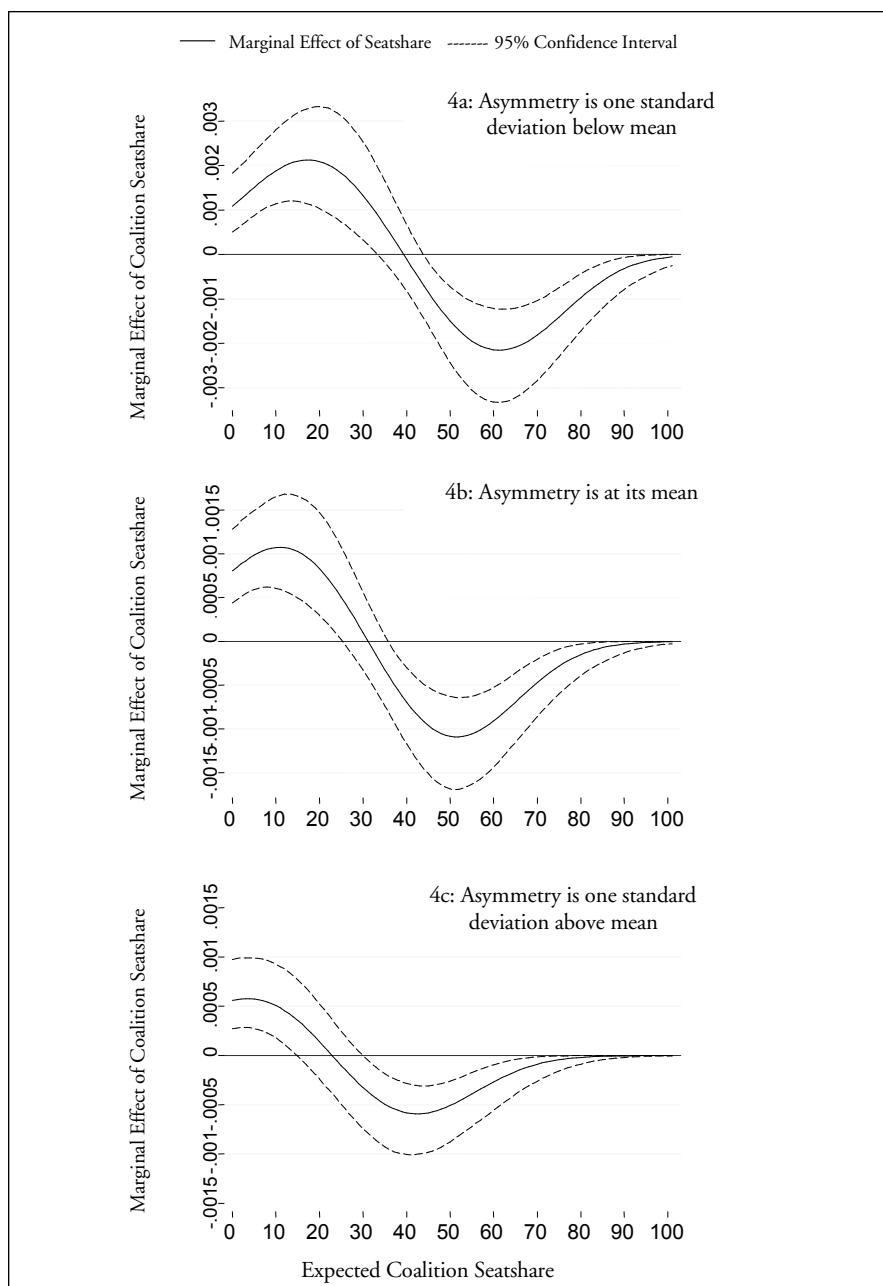 Marginal Effect of Seatshare 95% Confidence Interval
4a: Asymmetry is one standard
deviation below mean
Marginal Effect of Coalition Seatshare
-.003 -.002 -.001 0 .001 .002 .003
0 10 20 30 40 50 60 70 80 90 100
4b: Asymmetry is at its mean
Marginal Effect of Coalition Seatshare
-.0015 -.001 -.0005 0 .0005 .001 .0015
0 10 20 30 40 50 60 70 80 90 100
4c: Asymmetry is one standard
deviation above mean
Marginal Effect of Coalition Seatshare
-.0015 -.001 -.0005 0 .0005 .001 .0015
0 10 20 30 40 50 60 70 80 90 100
Expected Coalition Seatshare